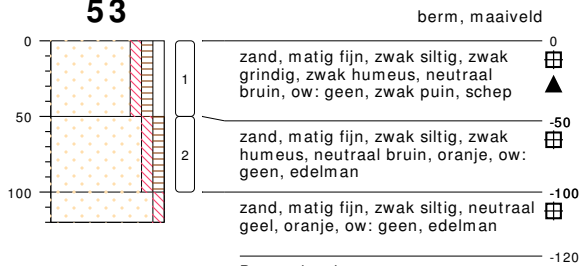 53
berm, maaiveld
0
0
zand, matig fijn, zwak siltig, zwak
grindig, zwak humeus, neutraal
bruin, ow: geen, zwak puin, schep
1
50
-50
zand, matig fijn, zwak siltig, zwak
humeus, neutraal bruin, oranje, ow:
geen, edelman
2
100
-100
zand, matig fijn, zwak siltig, neutraal
geel, oranje, ow: geen, edelman
-120